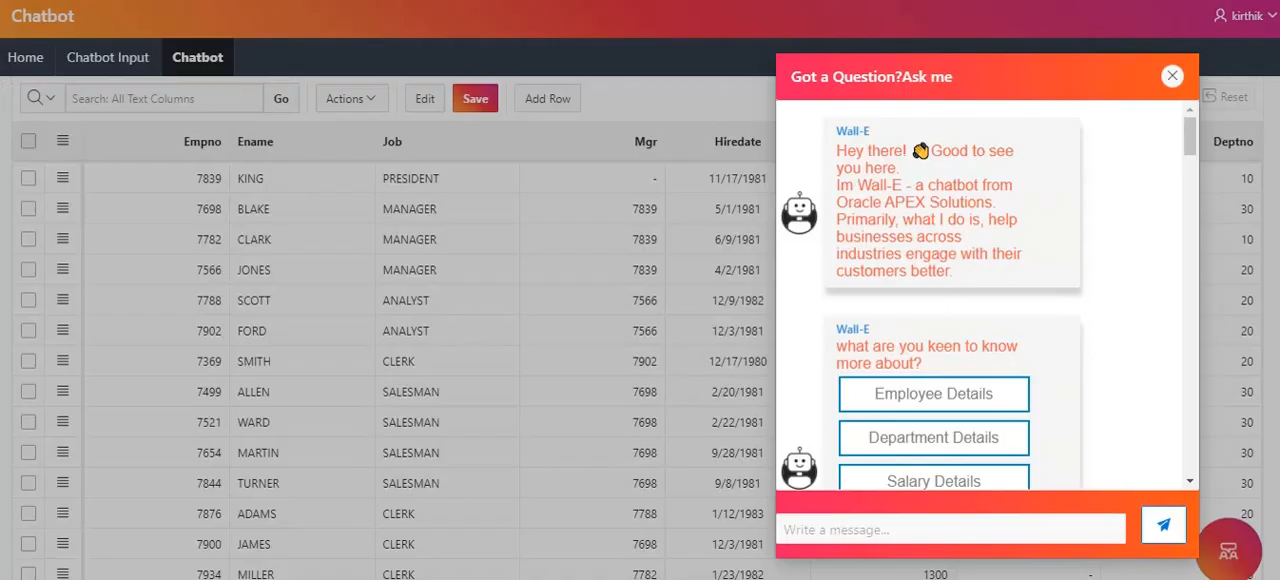 Chatbot
kirthik
Home Chatbot Input Chatbot
Search: All Text Columns Go Actions Edit Save Add Row Reset
Empno Ename Job Mgr Hiredate Deptno
7839 KING PRESIDENT - 11/17/1981 10
7698 BLAKE MANAGER 7839 5/1/1981 30
7782 CLARK MANAGER 7839 6/9/1981 10
7566 JONES MANAGER 7839 4/2/1981 20
7788 SCOTT ANALYST 7566 12/9/1982 20
7902 FORD ANALYST 7566 12/3/1981 20
7369 SMITH CLERK 7902 12/17/1980 20
7499 ALLEN SALESMAN 7698 2/20/1981 30
7521 WARD SALESMAN 7698 2/22/1981 30
7654 MARTIN SALESMAN 7698 9/28/1981 30
7844 TURNER SALESMAN 7698 9/8/1981 30
7876 ADAMS CLERK 7788 1/12/1983 20
7900 JAMES CLERK 7698 12/3/1981
7934 MILLER CLERK 7782 1/23/1982 1300 -
Got a Question?Ask me
Wall-E
Hey there! 👏Good to see
you here.
Im Wall-E - a chatbot from
Oracle APEX Solutions.
Primarily, what I do is, help
businesses across
industries engage with their
customers better.
Wall-E
what are you keen to know
more about?
Employee Details
Department Details
Salary Details
Write a message...